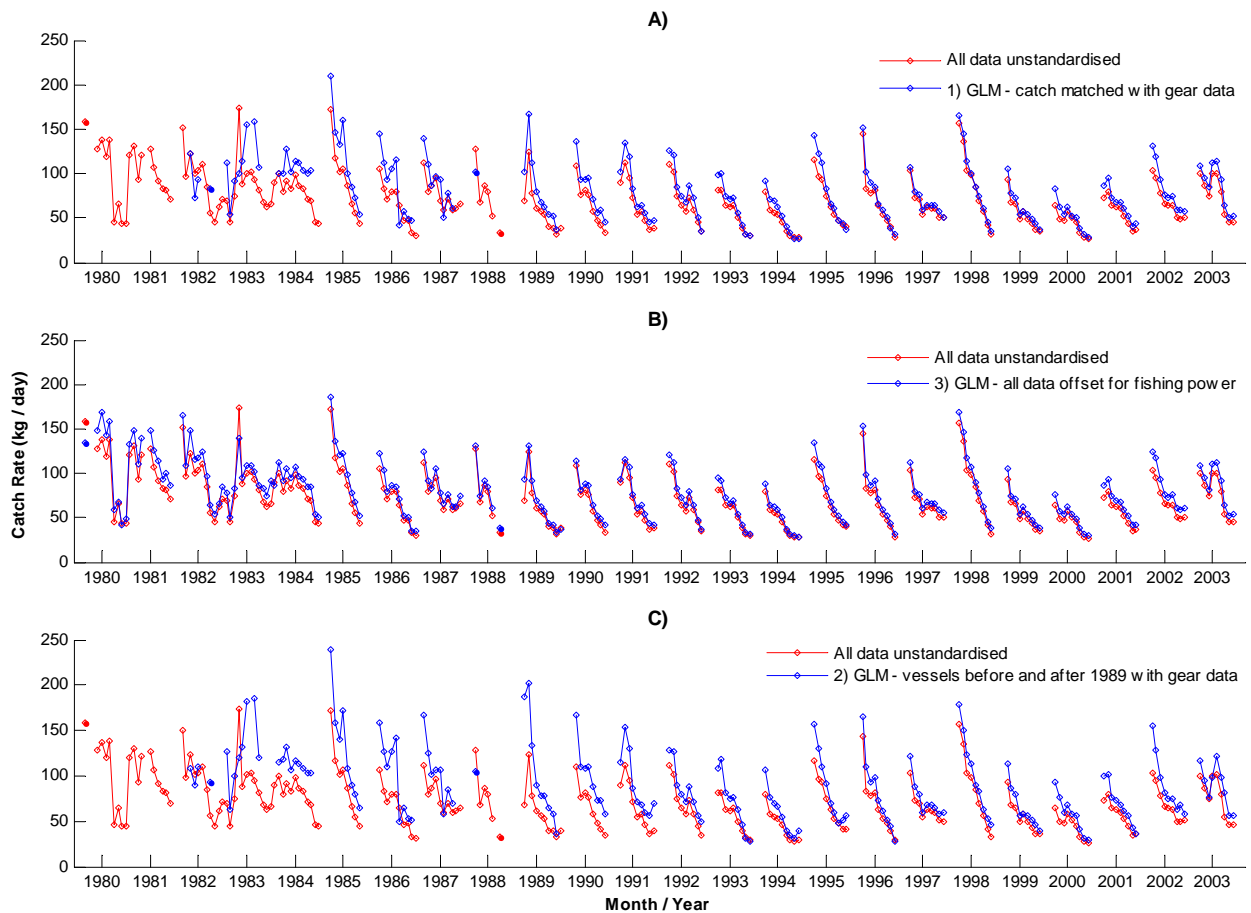 A)
250
200
150
100
50
0
All data unstandardised
1) GLM - catch matched with gear data
1980 1981 1982 1983 1984 1985 1986 1987 1988 1989 1990 1991 1992 1993 1994 1995 1996 1997 1998 1999 2000 2001 2002 2003
B)
Catch Rate (kg / day)
250
200
150
100
50
0
All data unstandardised
3) GLM - all data offset for fishing power
1980 1981 1982 1983 1984 1985 1986 1987 1988 1989 1990 1991 1992 1993 1994 1995 1996 1997 1998 1999 2000 2001 2002 2003
C)
250
200
150
100
50
0
All data unstandardised
2) GLM - vessels before and after 1989 with gear data
1980 1981 1982 1983 1984 1985 1986 1987 1988 1989 1990 1991 1992 1993 1994 1995 1996 1997 1998 1999 2000 2001 2002 2003
Month / Year